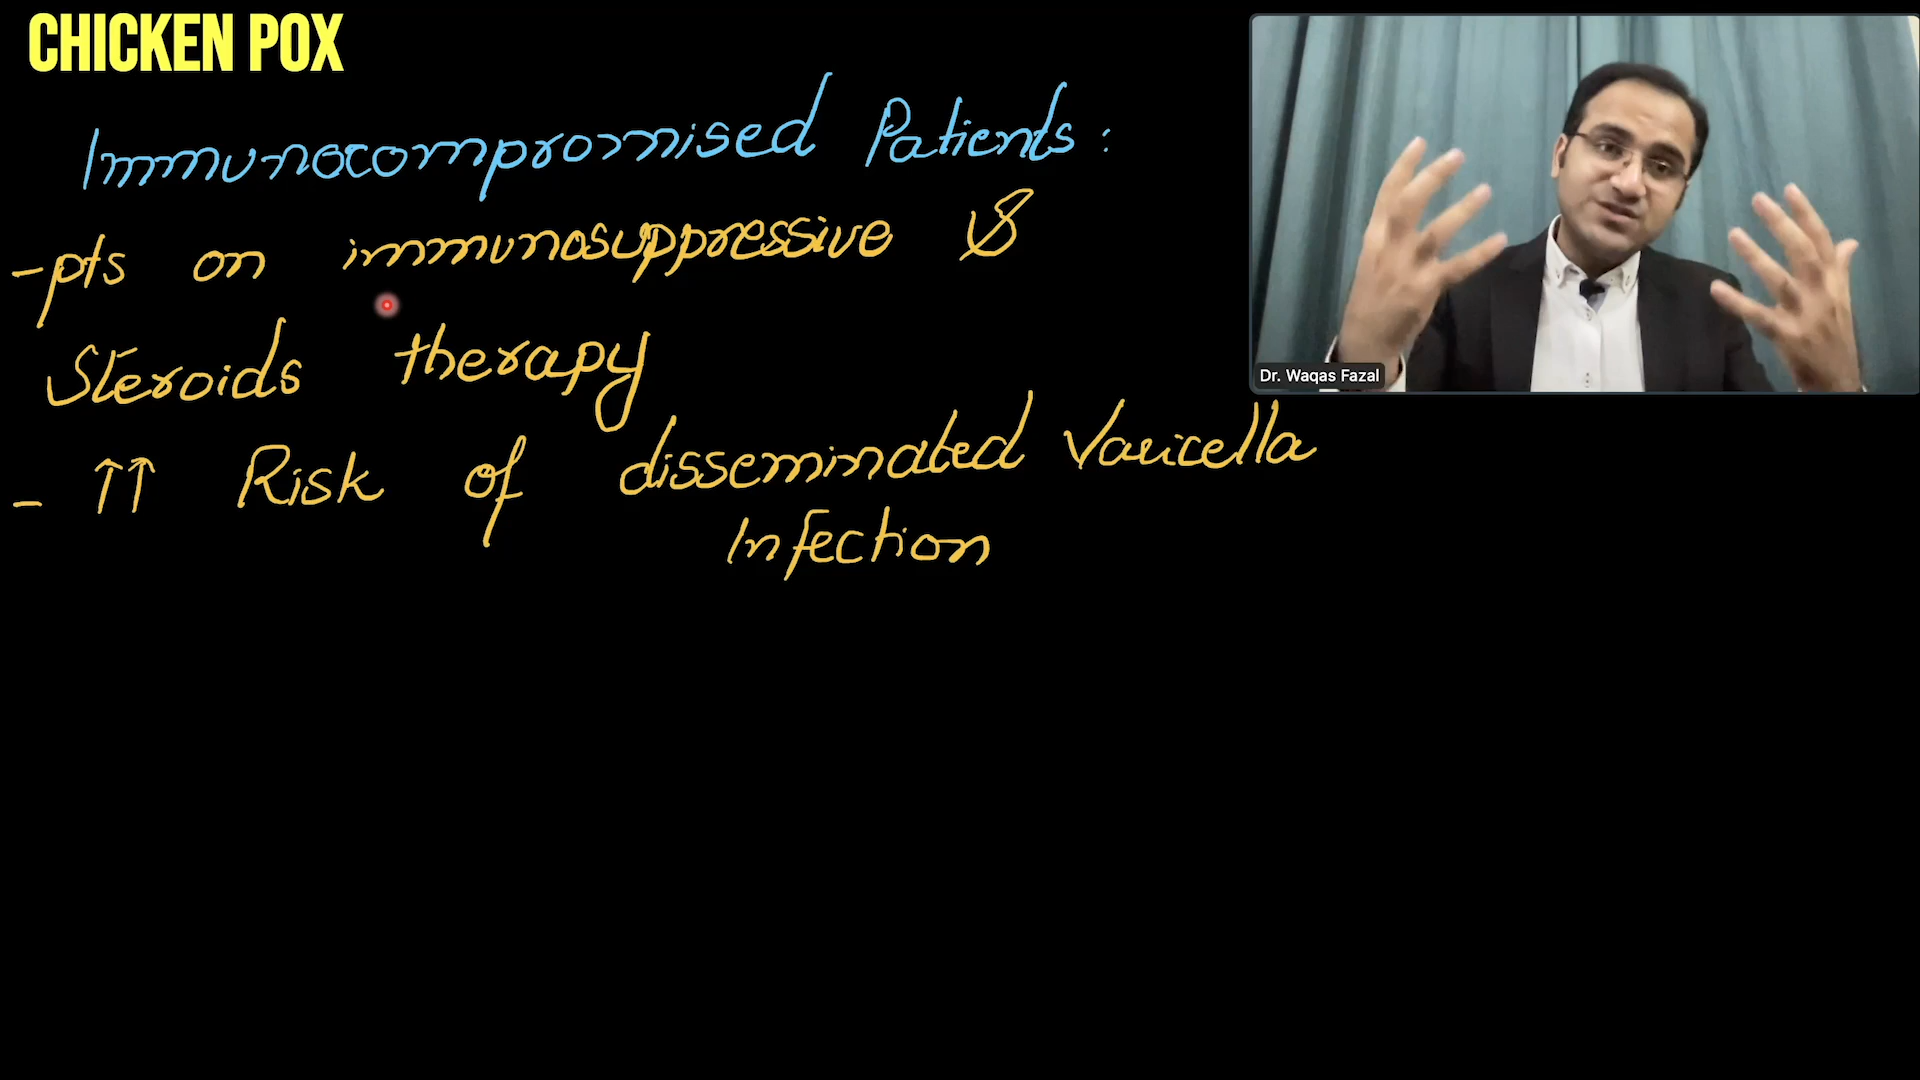 CHICKEN POX
Immunocompromised Patients :
- pts on immunosuppressive &
Steroids therapy
- ↑↑ Risk of disseminated Varicella
Infection
Dr. Waqas Fazal